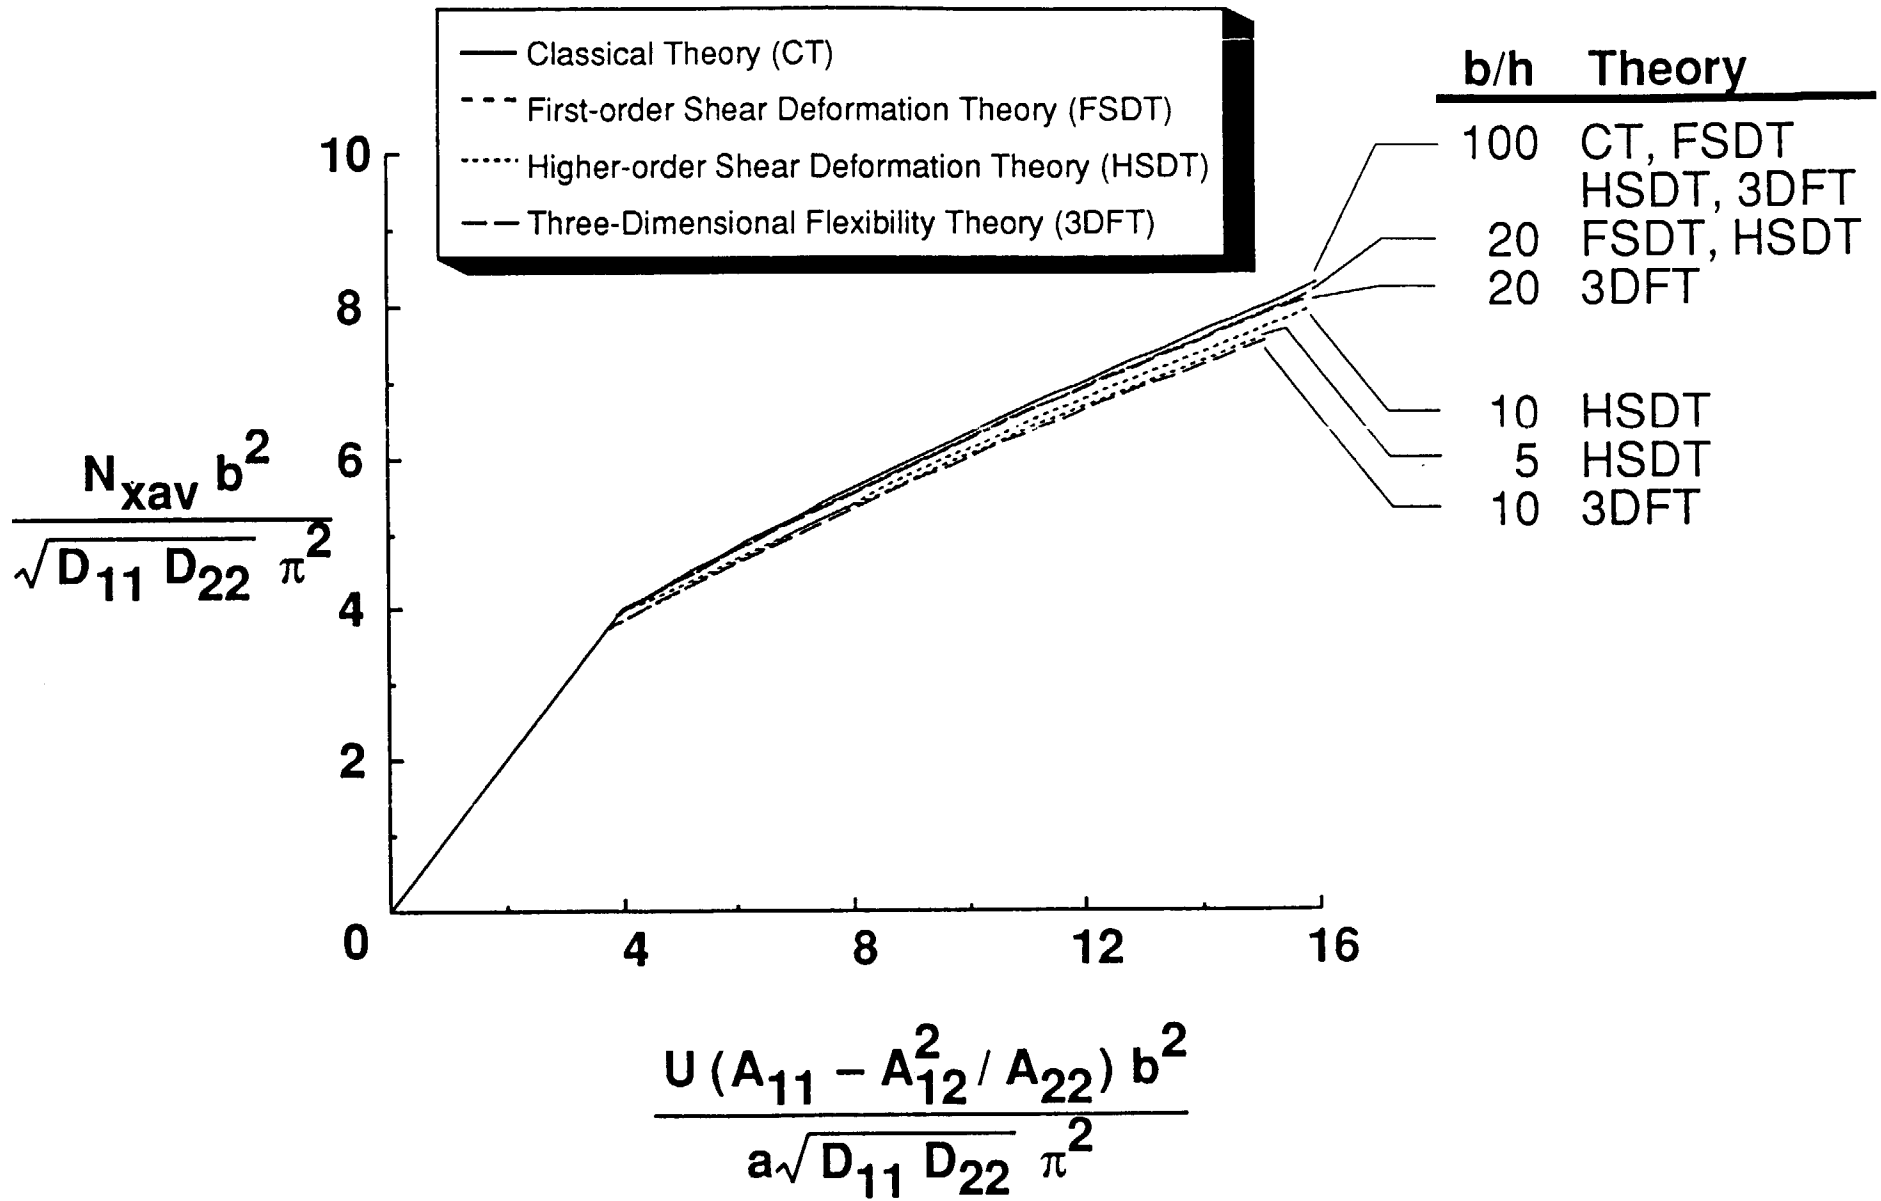 Classical Theory (CT)
First-order Shear Deformation Theory (FSDT)
Higher-order Shear Deformation Theory (HSDT)
Three-Dimensional Flexibility Theory (3DFT)
b/h Theory
100 CT, FSDT
HSDT, 3DFT
20 FSDT, HSDT
20 3DFT
10 HSDT
5 HSDT
10 3DFT
10
8
6
4
2
0
4 8 12 16
N_xav b^2
√D_11 D_22 π^2
U (A_11 – A_12^2 / A_22) b^2
a√D_11 D_22 π^2